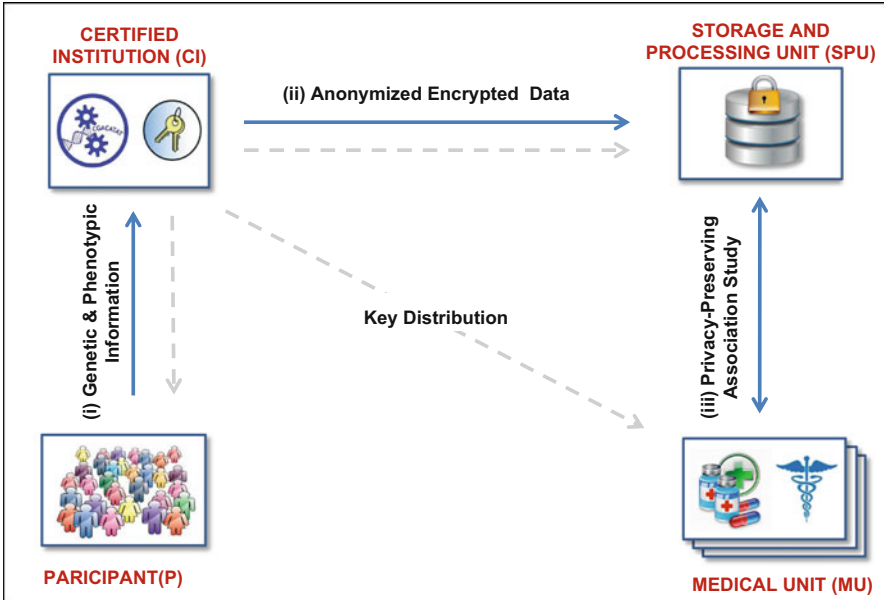 CERTIFIED
INSTITUTION (CI)
STORAGE AND
PROCESSING UNIT (SPU)
CGACATAT
(ii) Anonymized Encrypted Data
(i) Genetic & Phenotypic
Information
Key Distribution
(iii) Privacy-Preserving
Association Study
PARICIPANT(P)
MEDICAL UNIT (MU)